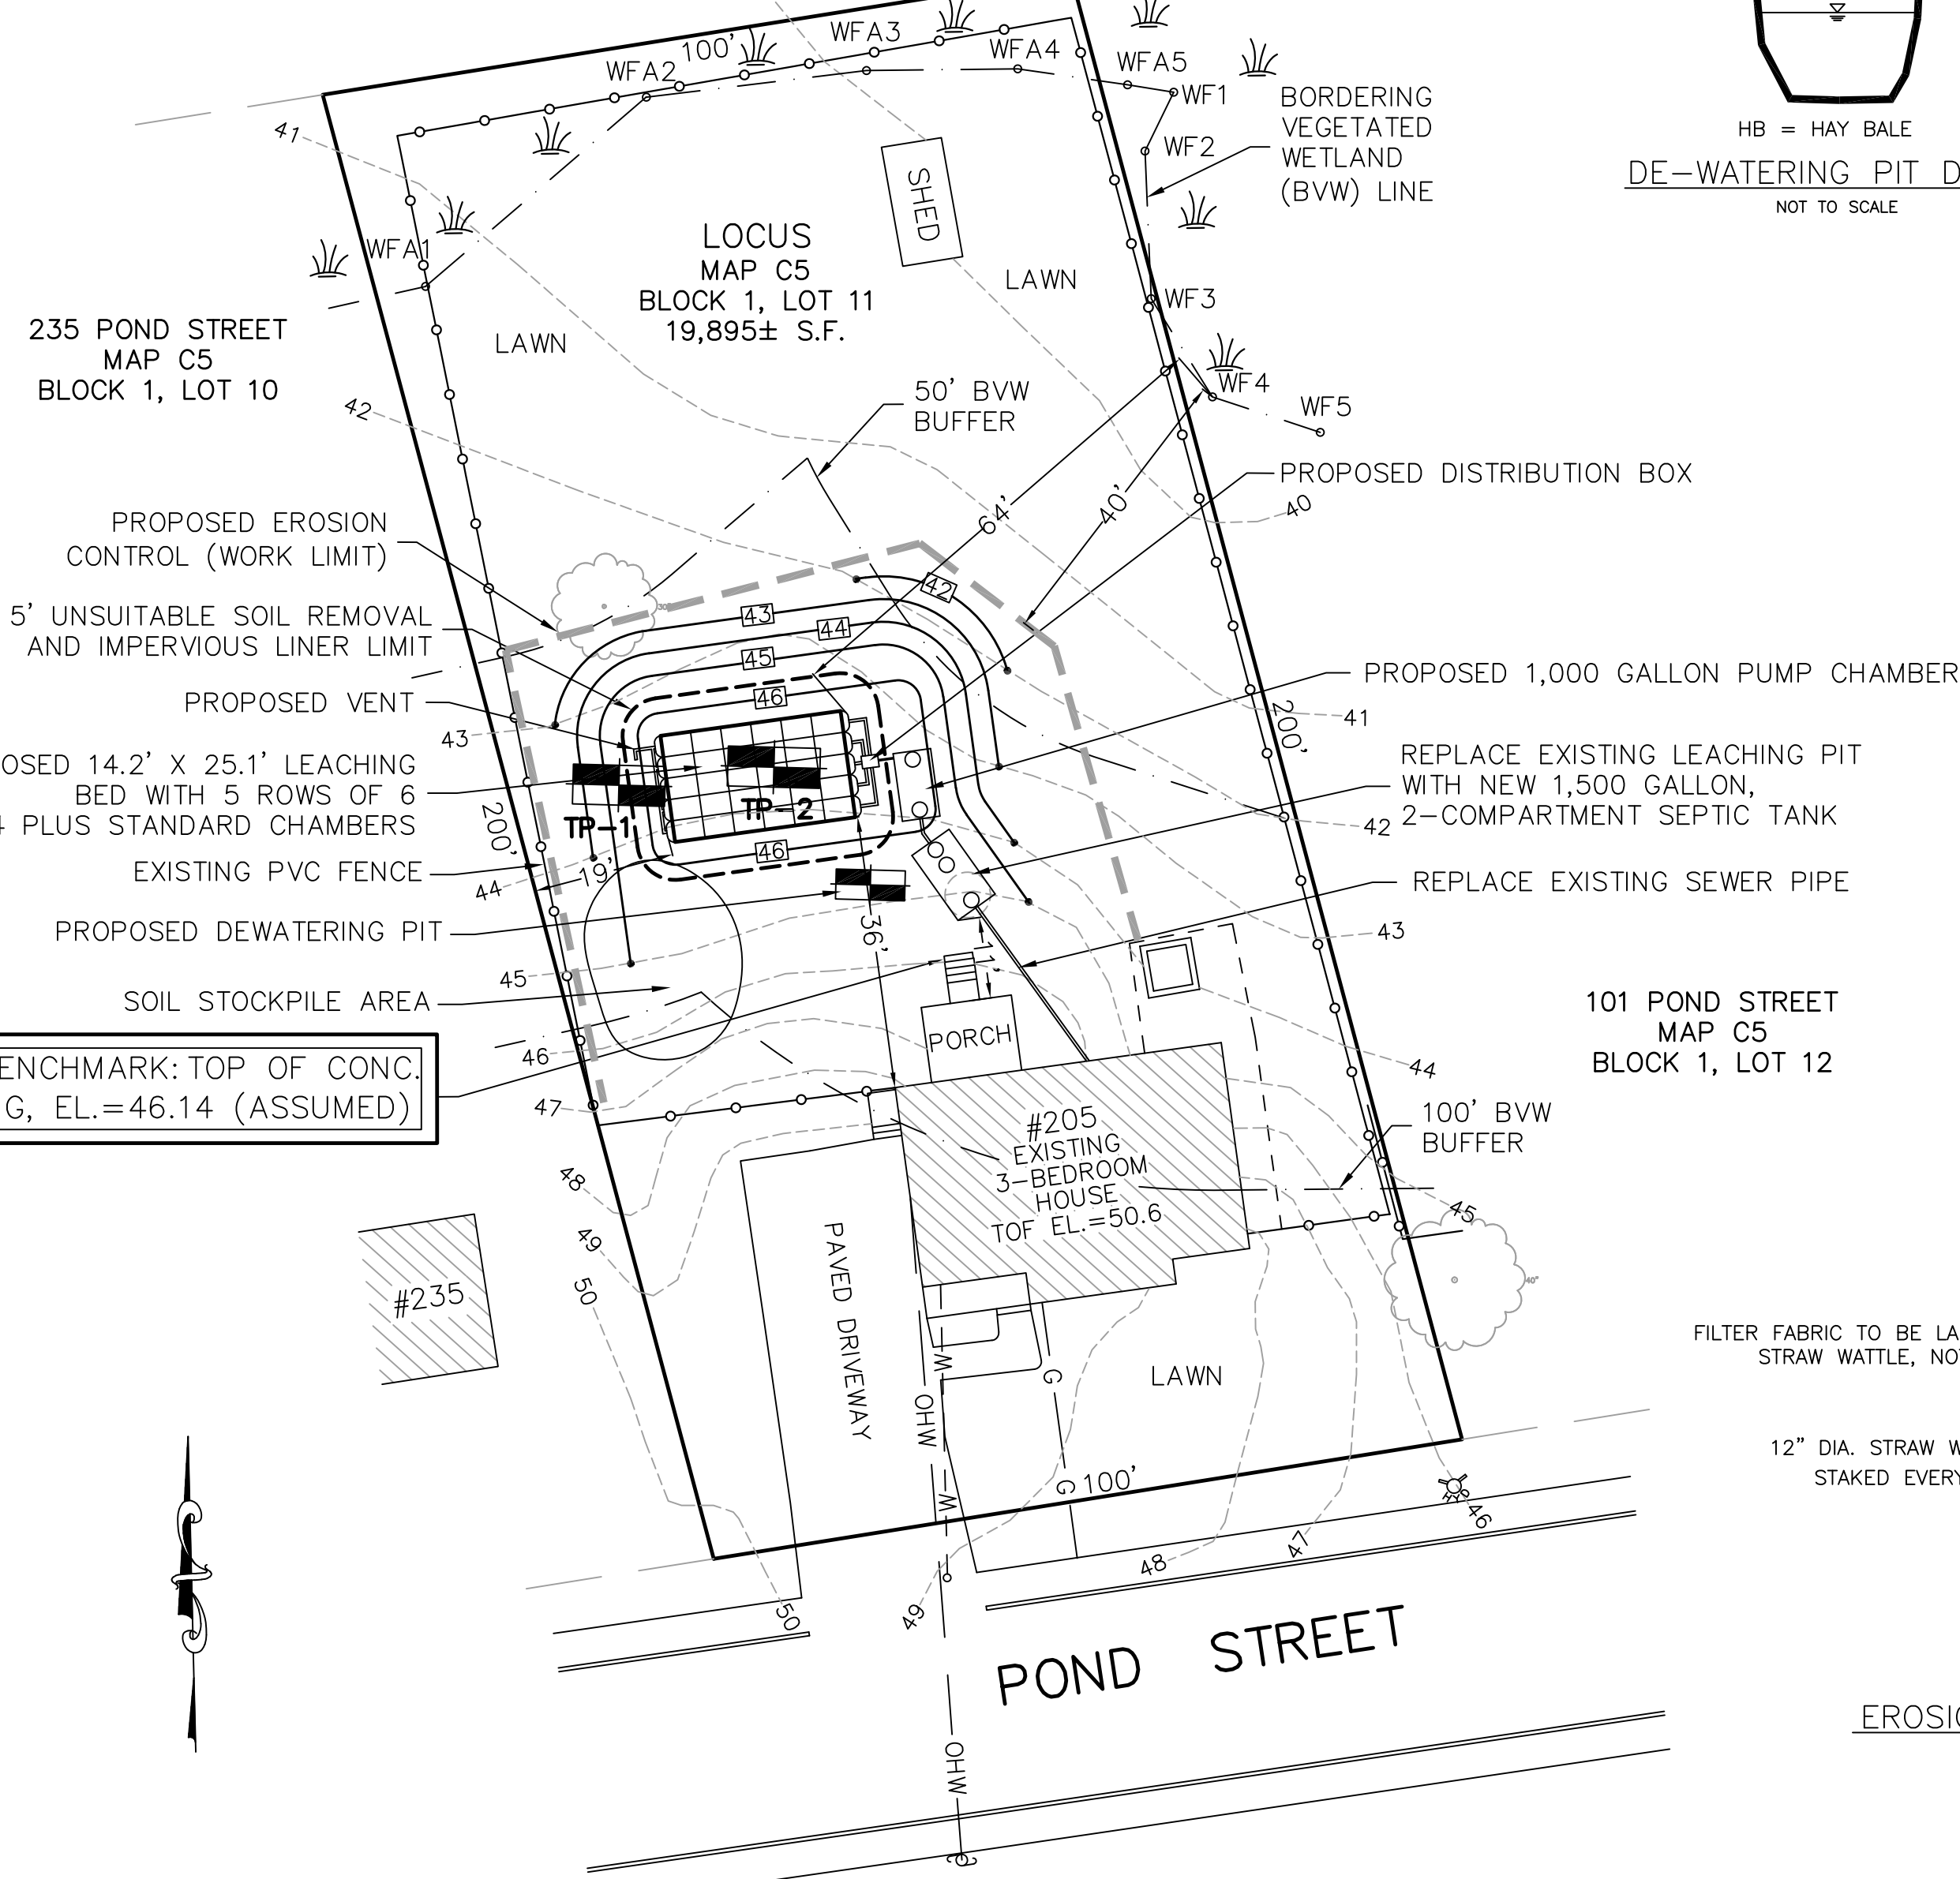 100'
WFA3
WFA4
WFA2
WFA5
WF1
WF2
BORDERING
VEGETATED
WETLAND
(BVW) LINE
HB = HAY BALE
DE-WATERING PIT D
NOT TO SCALE
41
SHED
WFA1
LOCUS
MAP C5
BLOCK 1, LOT 11
19,895± S.F.
LAWN
LAWN
WF3
WF4
WF5
235 POND STREET
MAP C5
BLOCK 1, LOT 10
42
50' BVW
BUFFER
PROPOSED DISTRIBUTION BOX
64'
40'
40
PROPOSED EROSION
CONTROL (WORK LIMIT)
5' UNSUITABLE SOIL REMOVAL
AND IMPERVIOUS LINER LIMIT
42
43
44
45
46
PROPOSED 1,000 GALLON PUMP CHAMBER
PROPOSED VENT
43
41
200'
REPLACE EXISTING LEACHING PIT
WITH NEW 1,500 GALLON,
2-COMPARTMENT SEPTIC TANK
42
OSED 14.2' X 25.1' LEACHING
BED WITH 5 ROWS OF 6
4 PLUS STANDARD CHAMBERS
TP-1
TP-2
200'
46
EXISTING PVC FENCE
44
19'
REPLACE EXISTING SEWER PIPE
PROPOSED DEWATERING PIT
36'
11'
43
45
SOIL STOCKPILE AREA
PORCH
101 POND STREET
MAP C5
BLOCK 1, LOT 12
46
44
ENCHMARK: TOP OF CONC.
G, EL.=46.14 (ASSUMED)
47
#205
EXISTING
3-BEDROOM
HOUSE
TOF EL.=50.6
100' BVW
BUFFER
48
45
49
50
#235
PAVED DRIVEWAY
40"
FILTER FABRIC TO BE LA
STRAW WATTLE, NO
LAWN
W
G
OHW
12" DIA. STRAW W
STAKED EVERY
W
G
100'
HYD
46
47
48
49
50
POND STREET
OHW
EROSI